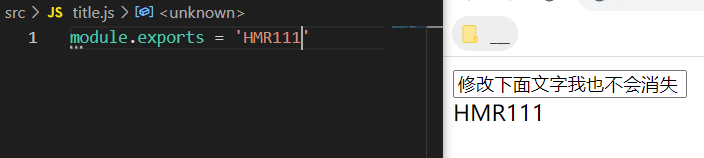 src > JS title.js > <unknown>
1 module.exports = 'HMR111'
修改下面文字我也不会消失
HMR111